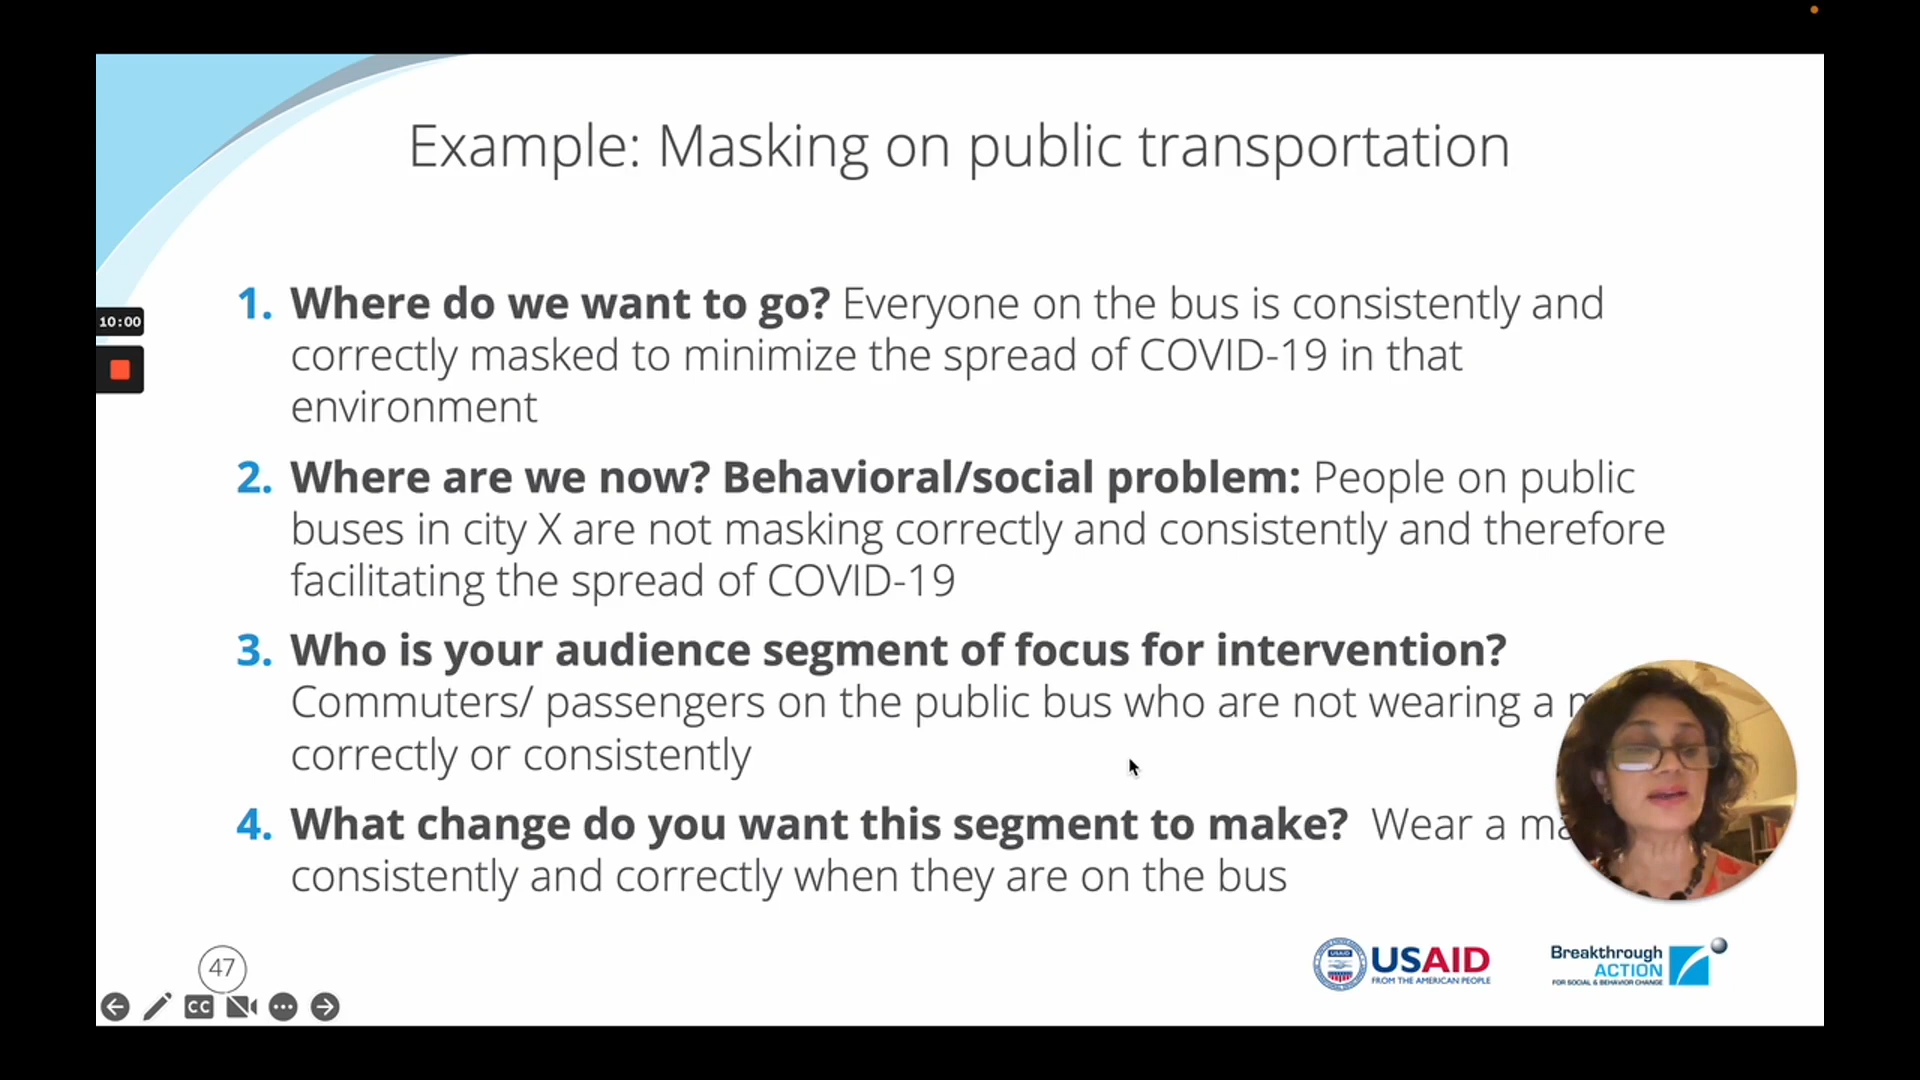 Example: Masking on public transportation
10:00
1. Where do we want to go? Everyone on the bus is consistently and
correctly masked to minimize the spread of COVID-19 in that
environment
2. Where are we now? Behavioral/social problem: People on public
buses in city X are not masking correctly and consistently and therefore
facilitating the spread of COVID-19
3. Who is your audience segment of focus for intervention?
Commuters/ passengers on the public bus who are not wearing a
correctly or consistently
4. What change do you want this segment to make? Wear a
consistently and correctly when they are on the bus
47
CC
USAID
FROM THE AMERICAN PEOPLE
Breakthrough
ACTION
FOR SOCIAL & BEHAVIOR CHANGE